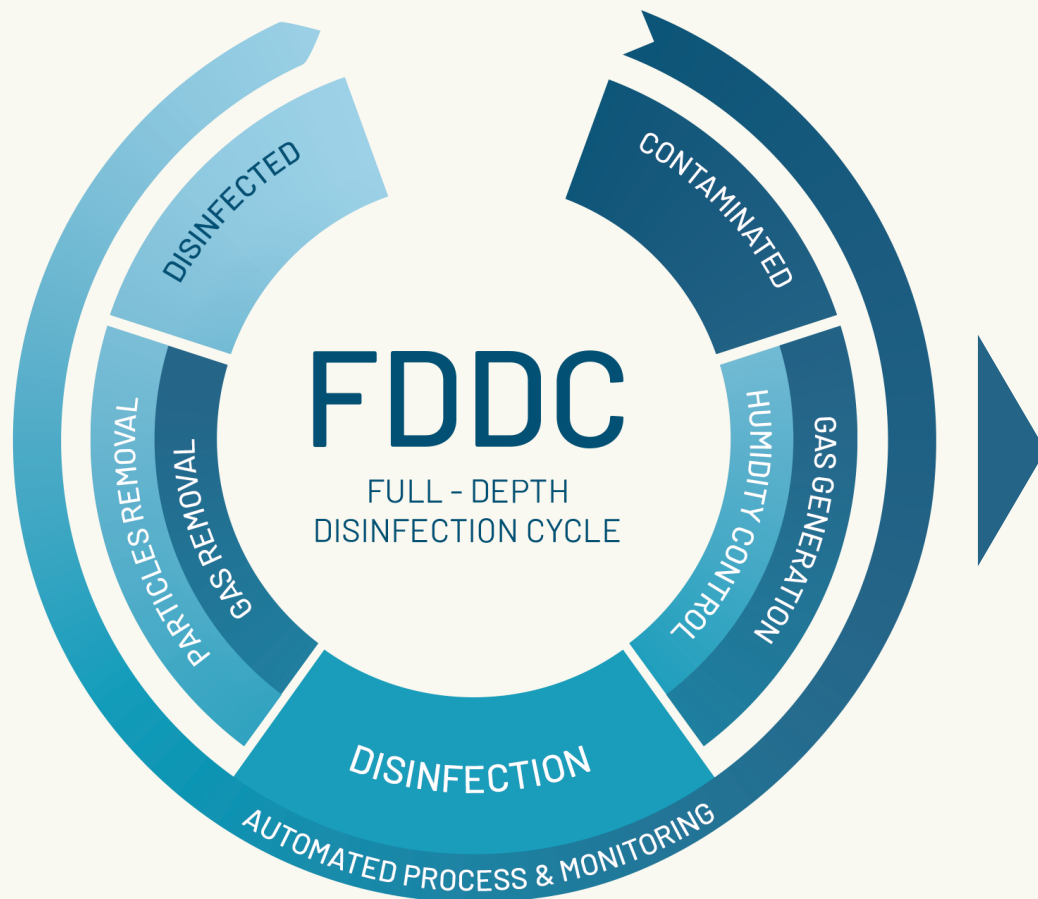 FDDC
FULL - DEPTH
DISINFECTION CYCLE
CONTAMINATED
GAS GENERATION
HUMIDITY CONTROL
DISINFECTION
GAS REMOVAL
PARTICLES REMOVAL
DISINFECTED
AUTOMATED PROCESS & MONITORING